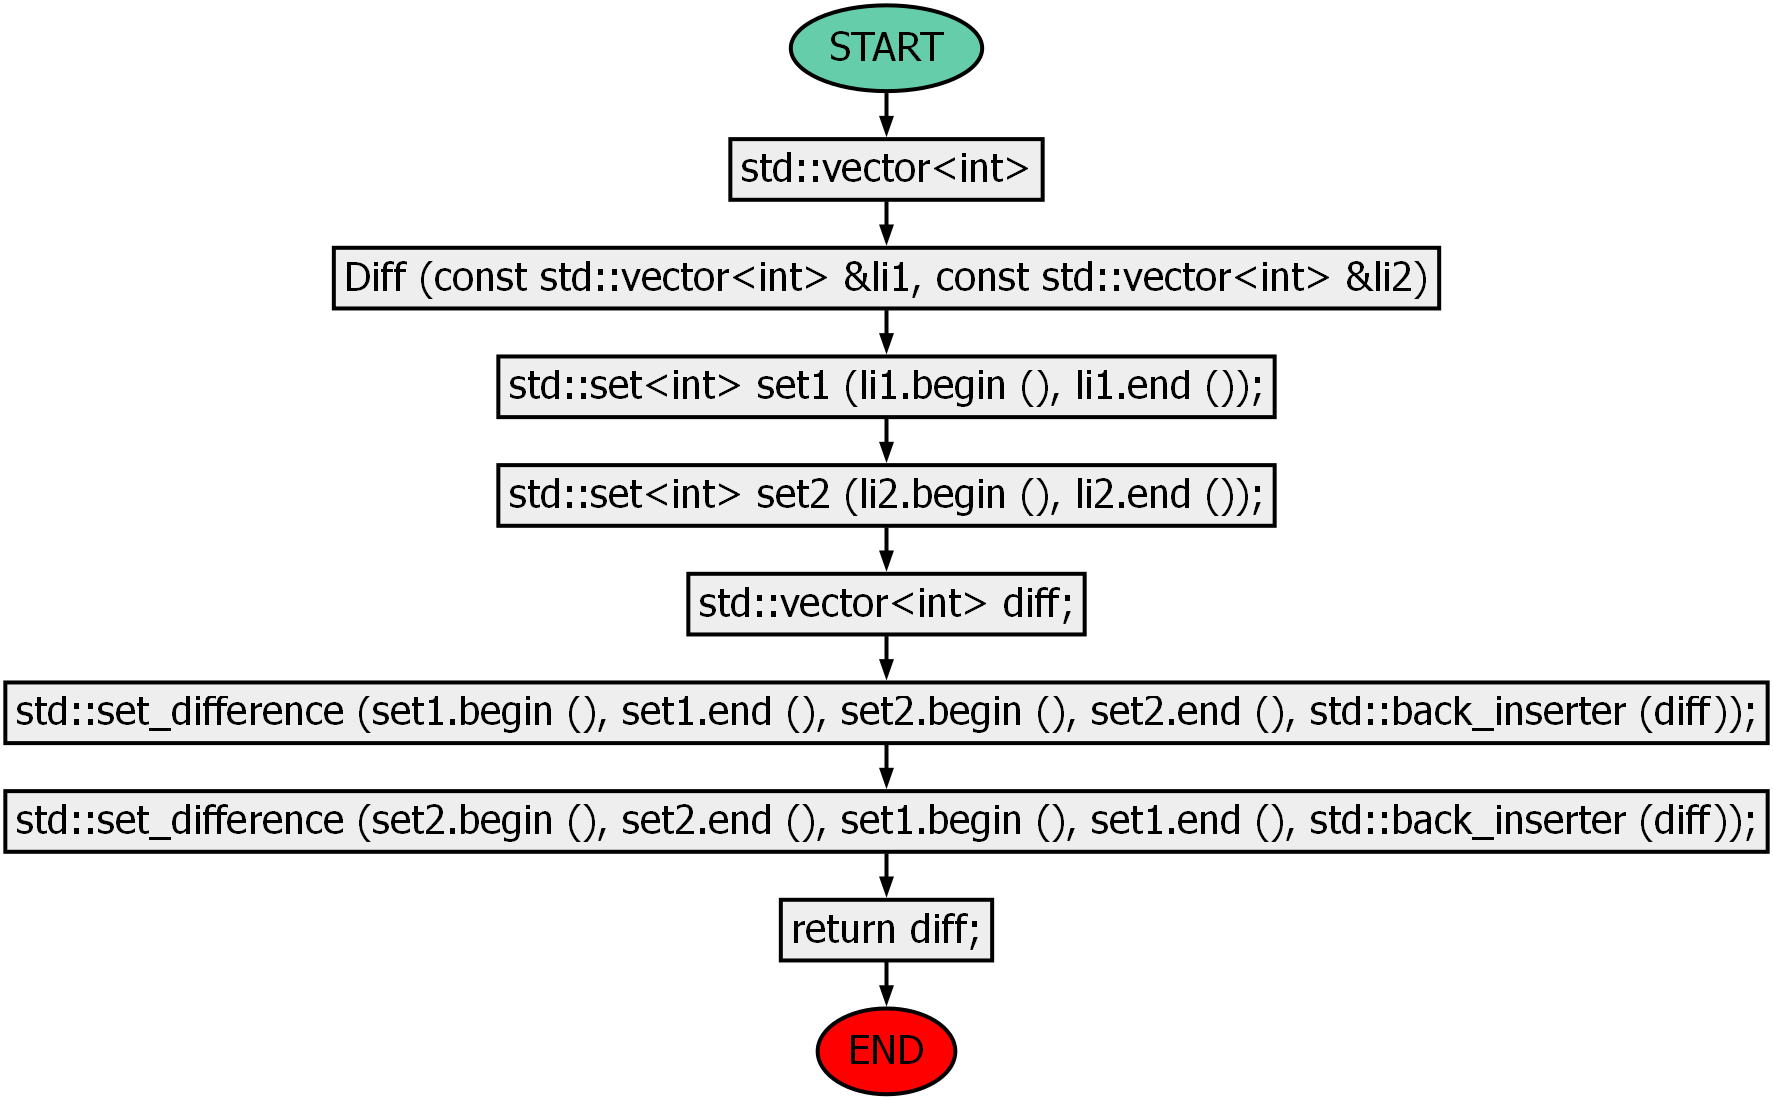 START
std::vector<int>
Diff (const std::vector<int> &li1, const std::vector<int> &li2)
std::set<int> set1 (li1.begin (), li1.end ());
std::set<int> set2 (li2.begin (), li2.end ());
std::vector<int> diff;
std::set_difference (set1.begin (), set1.end (), set2.begin (), set2.end (), std::back_inserter (diff));
std::set_difference (set2.begin (), set2.end (), set1.begin (), set1.end (), std::back_inserter (diff));
return diff;
END